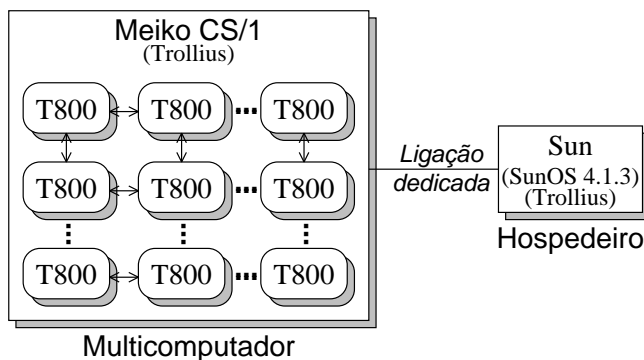 Meiko CS/1
(Trollius)
T800 T800 T800
T800 T800 T800
T800 T800 T800
Multicomputador
Ligação
dedicada
Sun
(SunOS 4.1.3)
(Trollius)
Hospedeiro